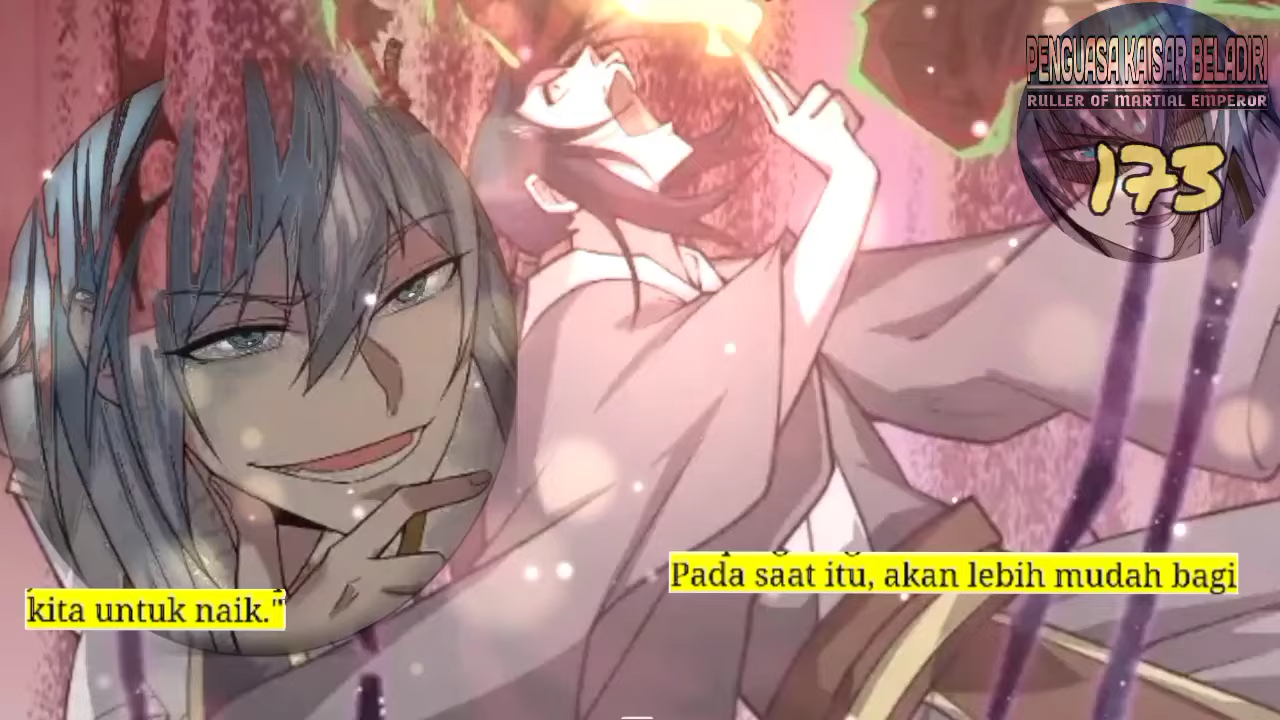 PENGUASA KAISAR BELADIRI
RULLER OF MARTIAL EMPEROR
173
Pada saat itu, akan lebih mudah bagi
kita untuk naik."